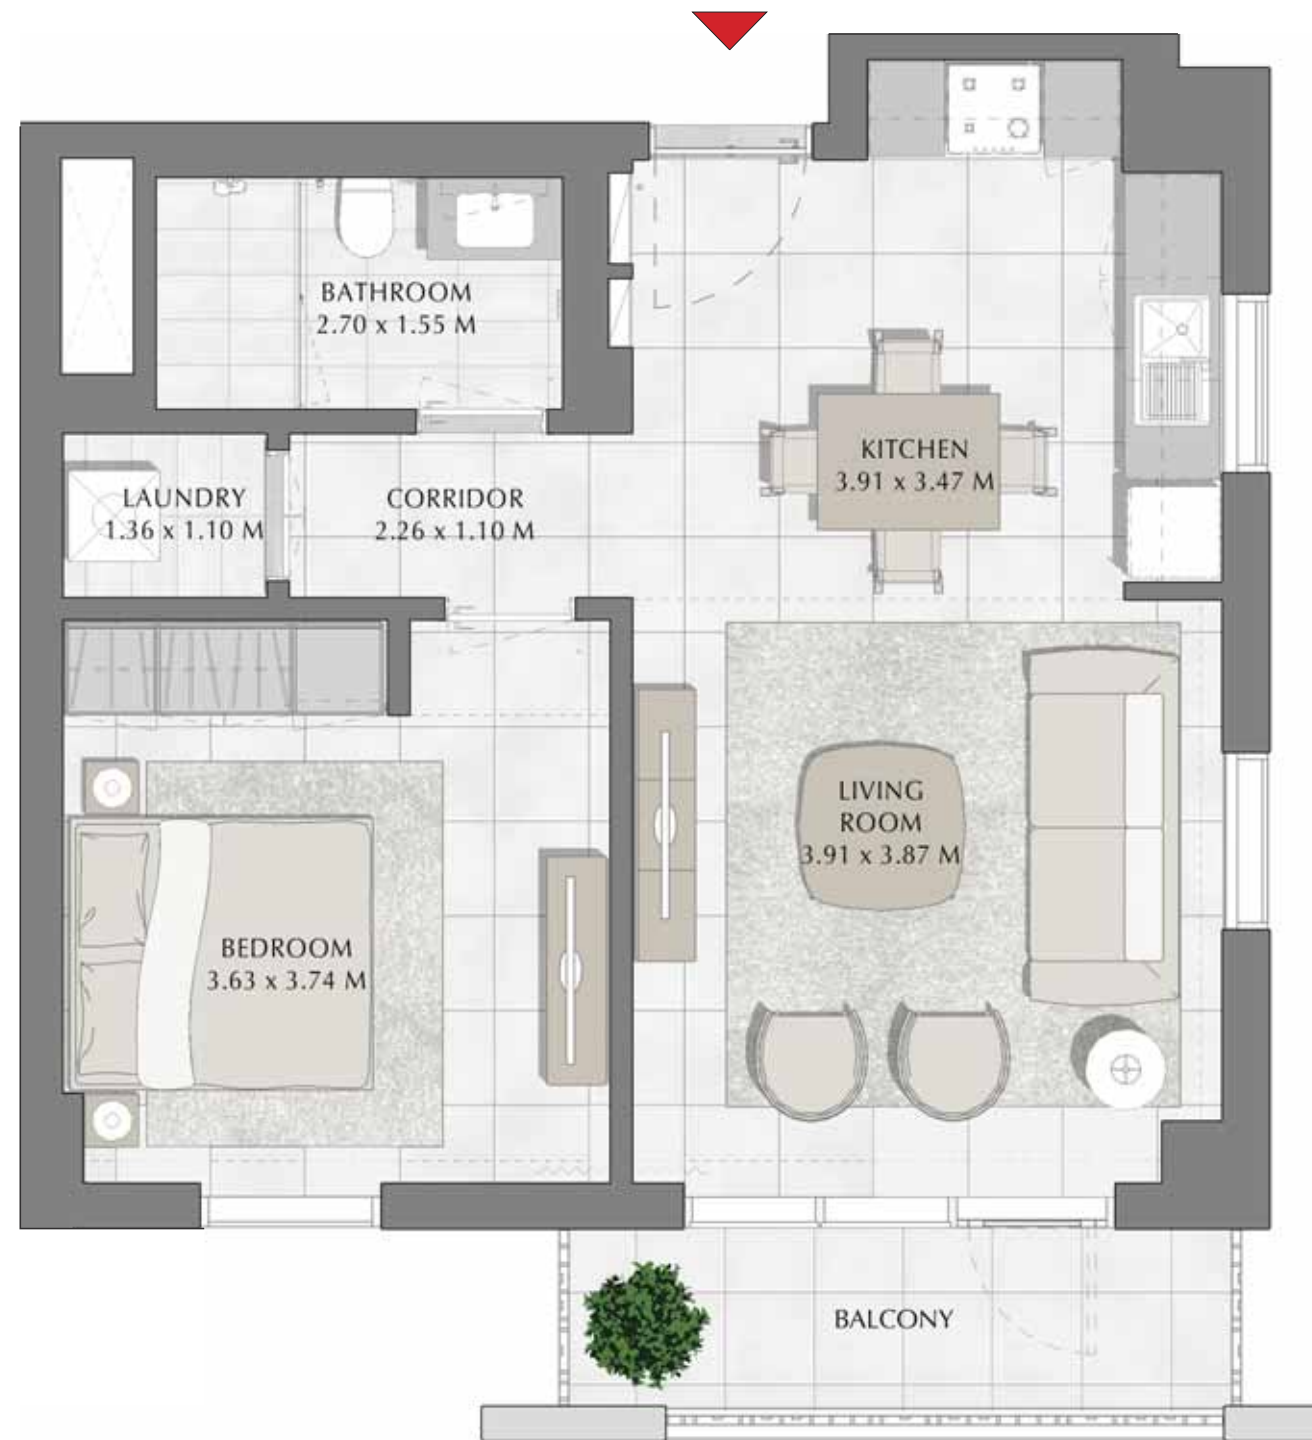 BATHROOM
2.70 x 1.55 M
KITCHEN
3.91 x 3.47 M
LAUNDRY
1.36 x 1.10 M
CORRIDOR
2.26 x 1.10 M
LIVING
ROOM
3.91 x 3.87 M
BEDROOM
3.63 x 3.74 M
BALCONY